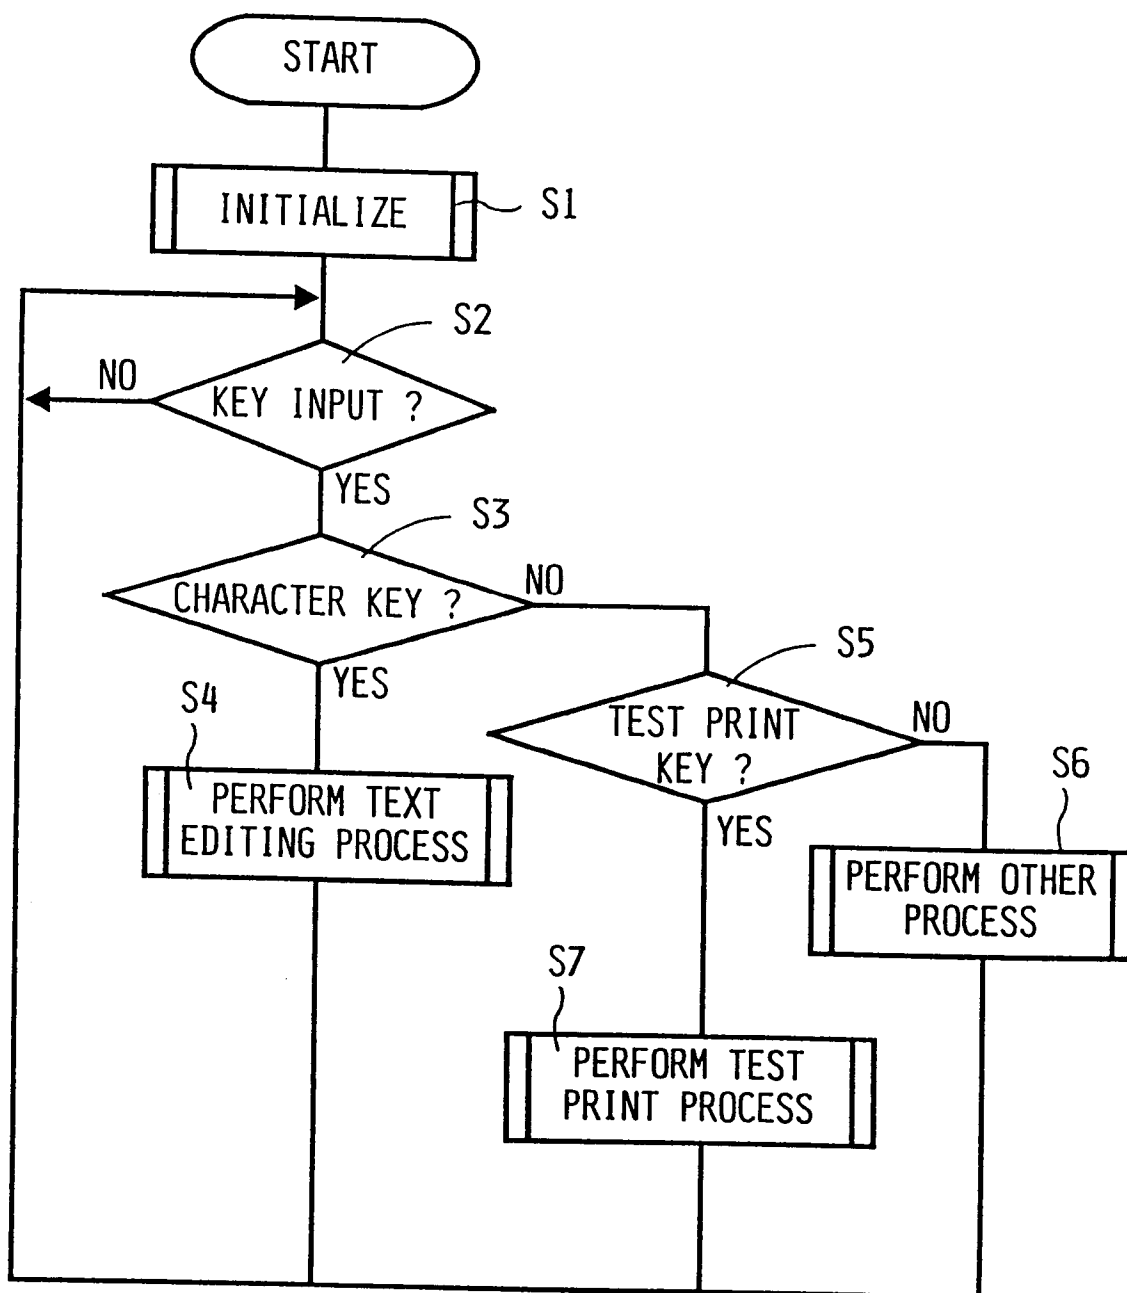 START
INITIALIZE
S1
S2
NO
KEY INPUT ?
YES
S3
CHARACTER KEY ?
NO
YES
S5
TEST PRINT
KEY ?
NO
YES
S4
PERFORM TEXT
EDITING PROCESS
S6
PERFORM OTHER
PROCESS
S7
PERFORM TEST
PRINT PROCESS